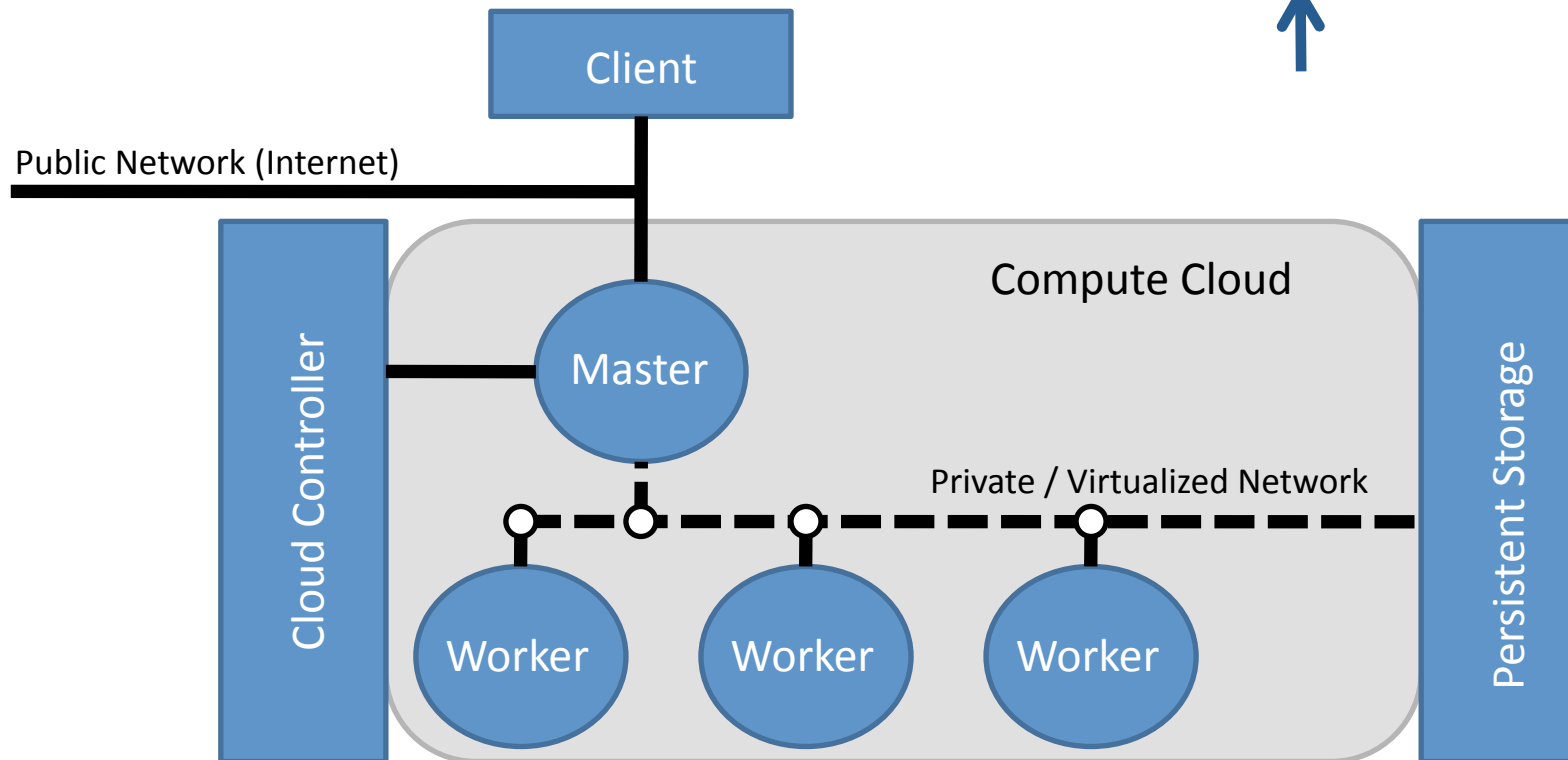 Client
Public Network (Internet)
Compute Cloud
Cloud Controller
Master
Persistent Storage
Private / Virtualized Network
Worker
Worker
Worker